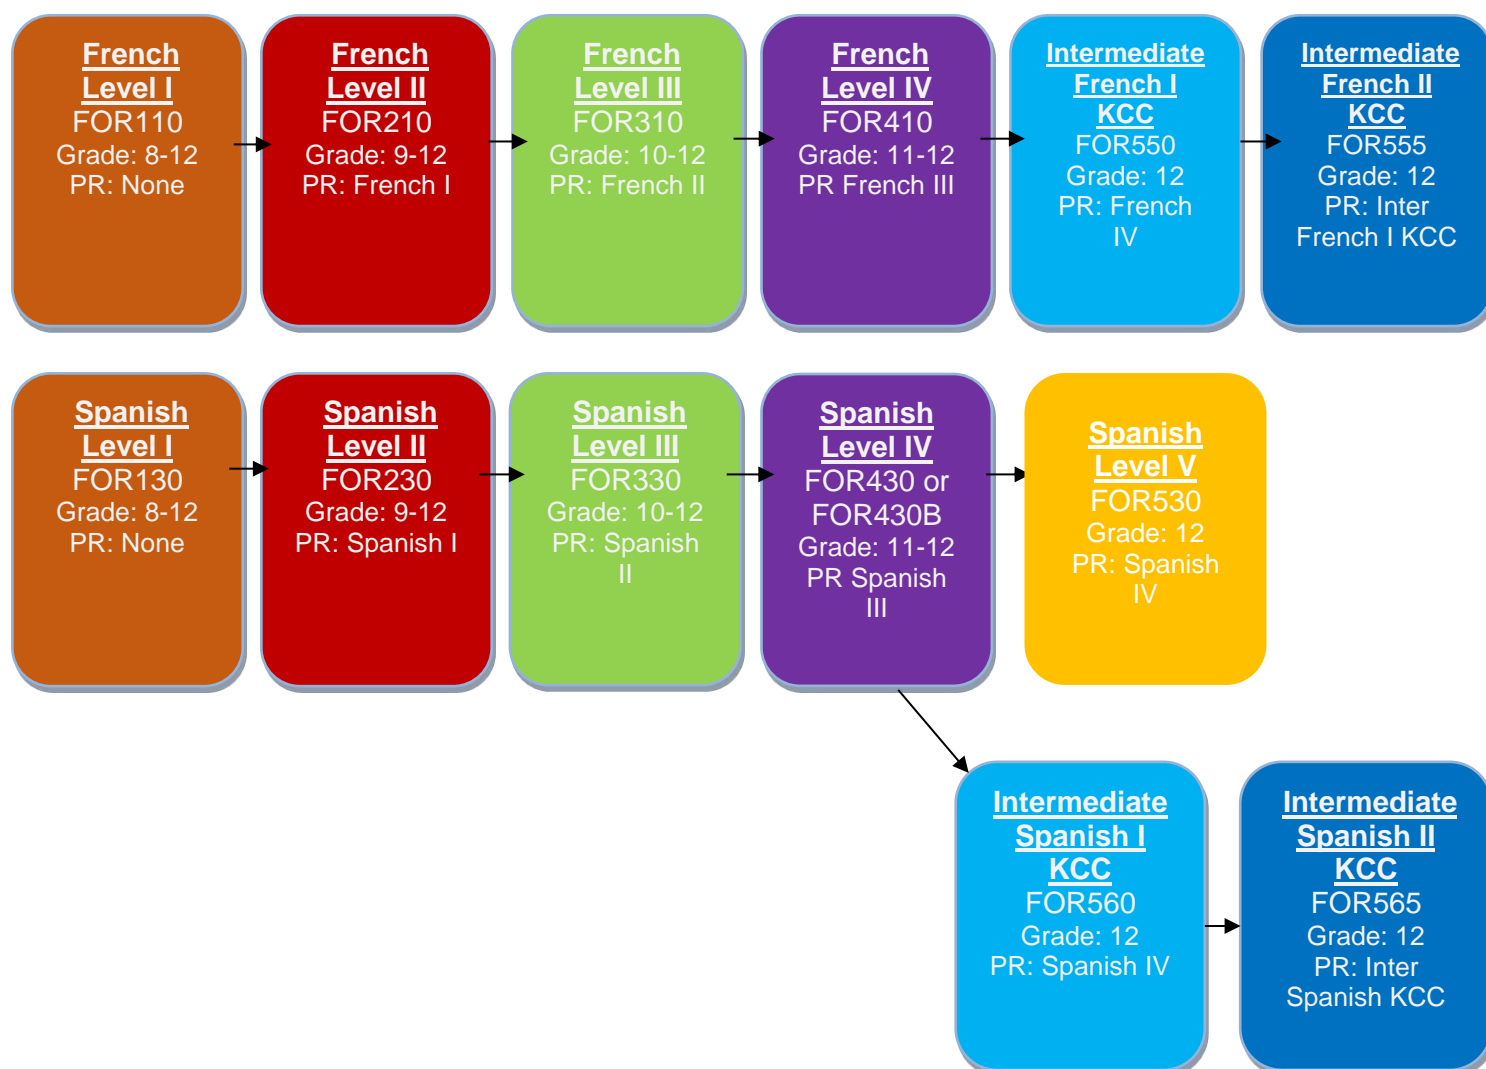 French
Level I
FOR110
Grade: 8-12
PR: None
French
Level II
FOR210
Grade: 9-12
PR: French I
French
Level III
FOR310
Grade: 10-12
PR: French II
French
Level IV
FOR410
Grade: 11-12
PR French III
Intermediate
French I
KCC
FOR550
Grade: 12
PR: French
IV
Intermediate
French II
KCC
FOR555
Grade: 12
PR: Inter
French I KCC
Spanish
Level I
FOR130
Grade: 8-12
PR: None
Spanish
Level II
FOR230
Grade: 9-12
PR: Spanish I
Spanish
Level III
FOR330
Grade: 10-12
PR: Spanish
II
Spanish
Level IV
FOR430 or
FOR430B
Grade: 11-12
PR Spanish
III
Spanish
Level V
FOR530
Grade: 12
PR: Spanish
IV
Intermediate
Spanish I
KCC
FOR560
Grade: 12
PR: Spanish IV
Intermediate
Spanish II
KCC
FOR565
Grade: 12
PR: Inter
Spanish KCC